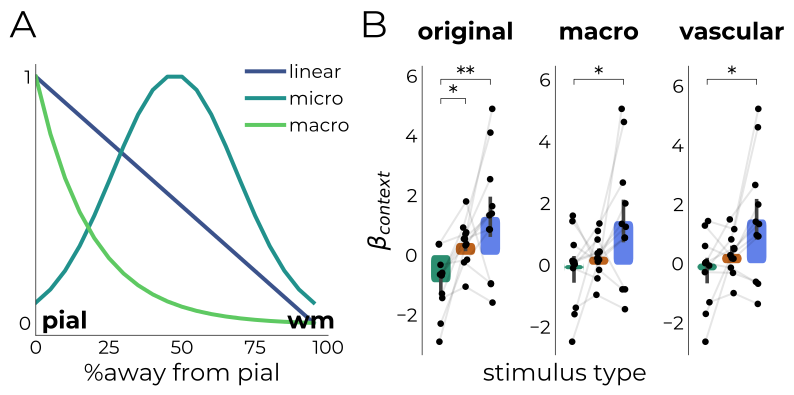 A
B
original
macro
vascular
1
0
linear
micro
macro
pial
wm
0
25
50
75
100
%away from pial
βcontext
**
*
6
4
2
0
−2
*
6
4
2
0
−2
*
6
4
2
0
−2
stimulus type